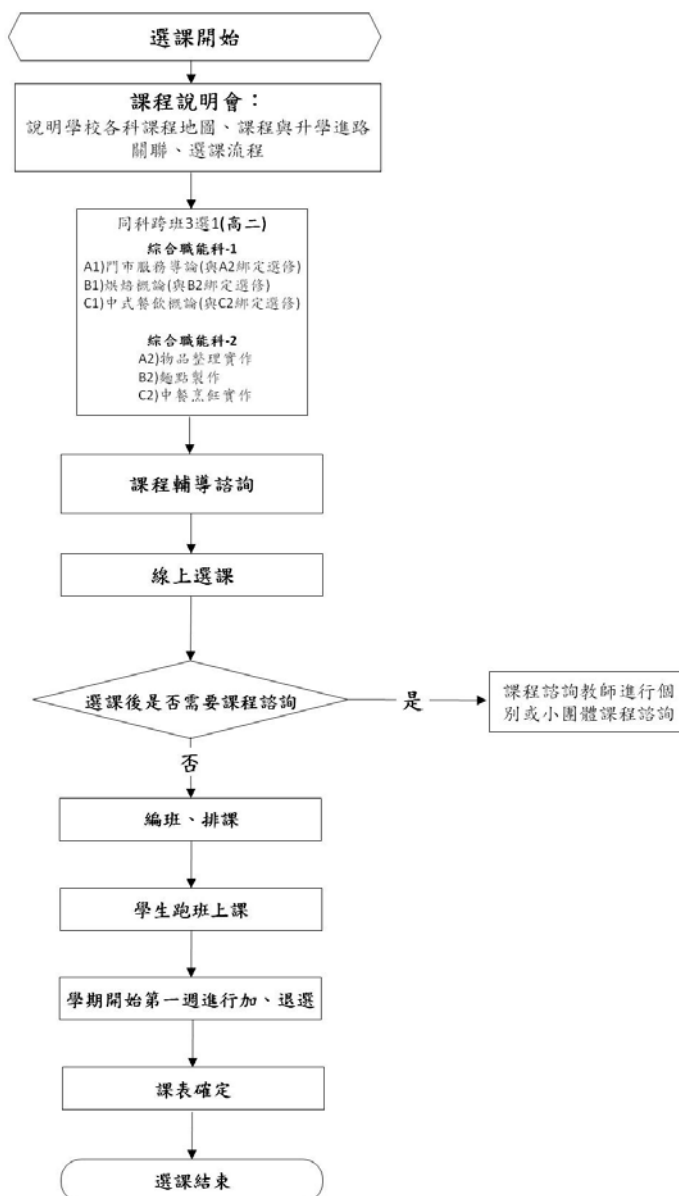 選課開始
課程說明會：
說明學校各科課程地圖、課程與升學進路
關聯、選課流程
同科跨班3選1(高二)
綜合職能科-1
A1)門市服務導論(與A2綁定選修)
B1)烘焙概論(與B2綁定選修)
C1)中式餐飲概論(與C2綁定選修)
綜合職能科-2
A2)物品整理實作
B2)麵點製作
C2)中餐烹飪實作
課程輔導諮詢
線上選課
選課後是否需要課程諮詢
是
課程諮詢教師進行個
別或小團體課程諮詢
否
編班、排課
學生跑班上課
學期開始第一週進行加、退選
課表確定
選課結束